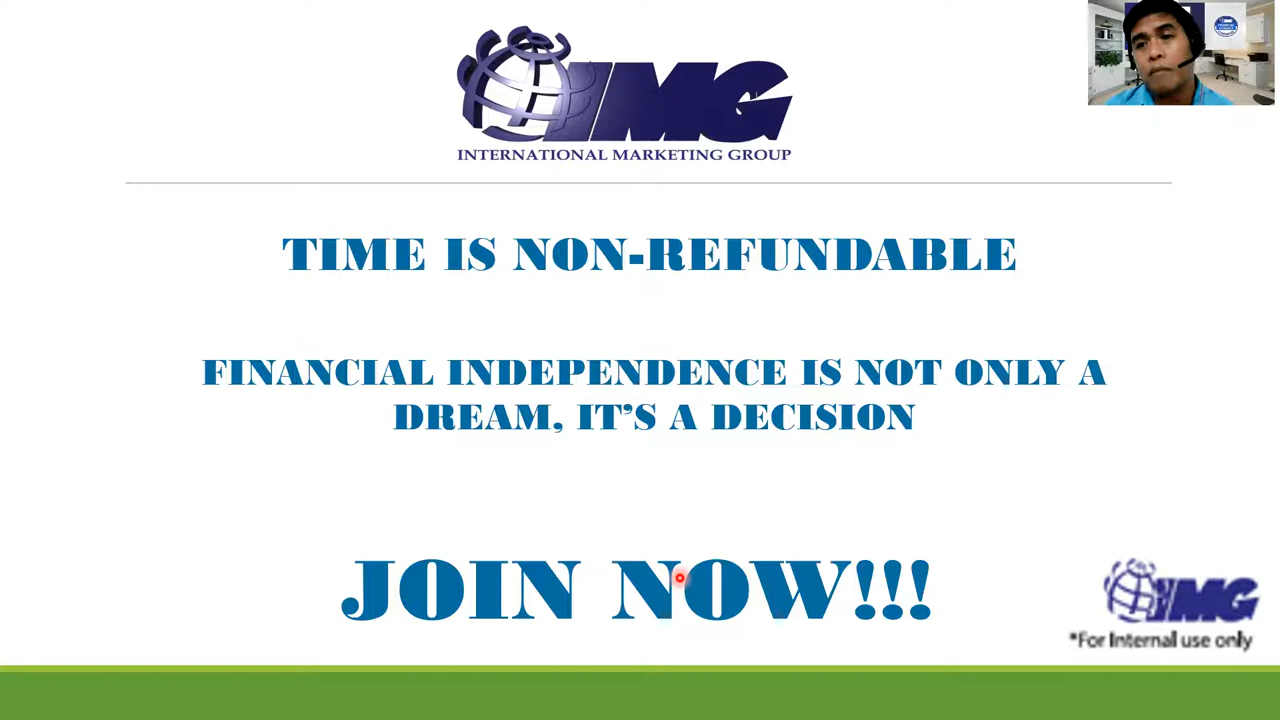 IMG
INTERNATIONAL MARKETING GROUP
TIME IS NON-REFUNDABLE
FINANCIAL INDEPENDENCE IS NOT ONLY A
DREAM, IT'S A DECISION
JOIN NOW!!!
IMG
*For Internal use only